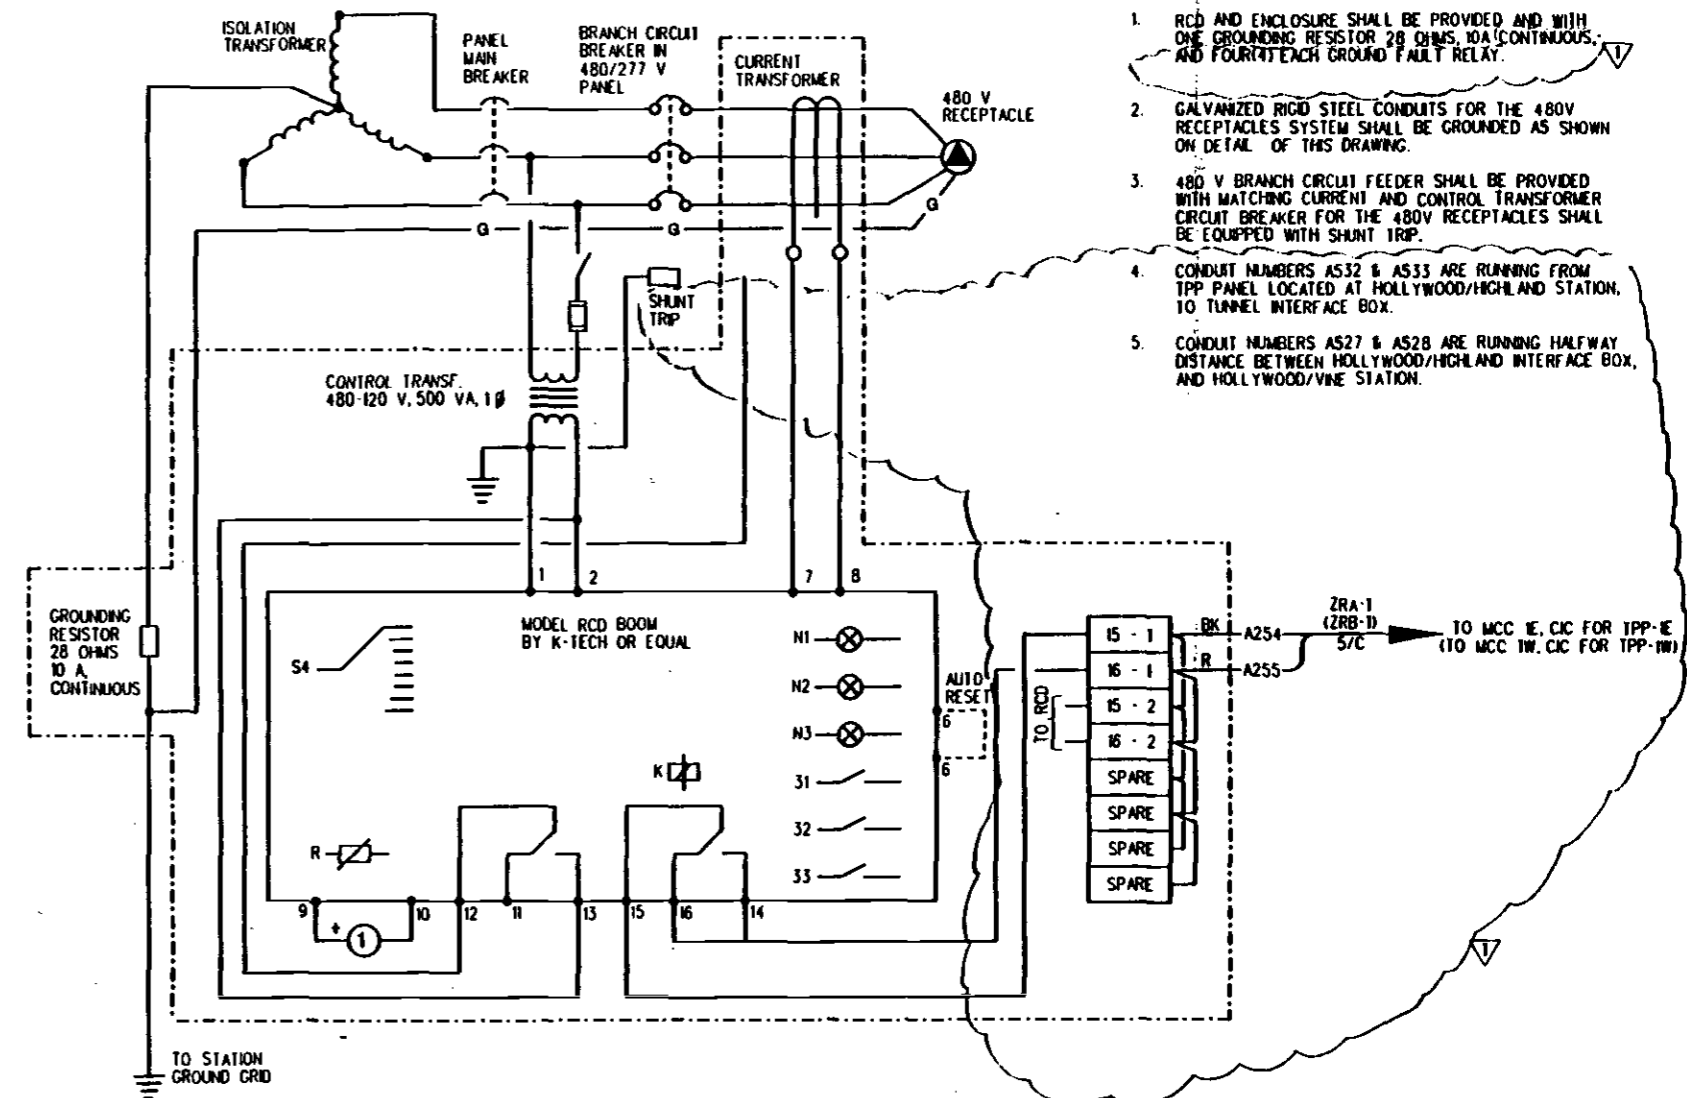 ISOLATION
TRANSFORMER
PANEL
MAIN
BREAKER
BRANCH CIRCUIT
BREAKER IN
480/277 V
PANEL
CURRENT
TRANSFORMER
480 V
RECEPTACLE
G
G
G
SHUNT
TRIP
CONTROL TRANSF.
480-120 V, 500 VA, 1Ø
GROUNDING
RESISTOR
28 OHMS
10 A,
CONTINUOUS
TO STATION
GROUND GRID
1
2
7
8
MODEL RCD BOOM
BY K-TECH OR EQUAL
S4
N1
N2
N3
31
32
33
K
R
AUTO
RESET
6
6
9
10
12
11
13
15
16
14
+
1
TO RCD
15 - 1
16 - 1
15 - 2
16 - 2
SPARE
SPARE
SPARE
SPARE
BK
R
A254
A255
ZRA-1
(ZRB-1)
5/C
TO MCC 1E, CIC FOR TPP-1E
(TO MCC 1W, CIC FOR TPP-1W)
1. RCD AND ENCLOSURE SHALL BE PROVIDED AND WITH
ONE GROUNDING RESISTOR 28 OHMS, 10A CONTINUOUS,
AND FOUR(4) EACH GROUND FAULT RELAY.
1
2. GALVANIZED RIGID STEEL CONDUITS FOR THE 480V
RECEPTACLES SYSTEM SHALL BE GROUNDED AS SHOWN
ON DETAIL OF THIS DRAWING.
3. 480 V BRANCH CIRCUIT FEEDER SHALL BE PROVIDED
WITH MATCHING CURRENT AND CONTROL TRANSFORMER
CIRCUIT BREAKER FOR THE 480V RECEPTACLES SHALL
BE EQUIPPED WITH SHUNT TRIP.
4. CONDUIT NUMBERS A532 & A533 ARE RUNNING FROM
TPP PANEL LOCATED AT HOLLYWOOD/HIGHLAND STATION,
TO TUNNEL INTERFACE BOX.
5. CONDUIT NUMBERS A527 & A528 ARE RUNNING HALFWAY
DISTANCE BETWEEN HOLLYWOOD/HIGHLAND INTERFACE BOX,
AND HOLLYWOOD/VINE STATION.
1